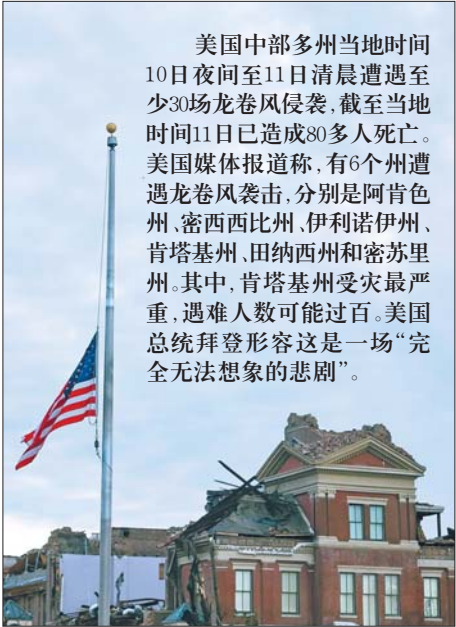 美国中部多州当地时间
10日夜间至11日清晨遭遇至
少30场龙卷风侵袭，截至当地
时间11日已造成80多人死亡。
美国媒体报道称，有6个州遭
遇龙卷风袭击，分别是阿肯色
州、密西西比州、伊利诺伊州、
肯塔基州、田纳西州和密苏里
州。其中，肯塔基州受灾最严
重，遇难人数可能过百。美国
总统拜登形容这是一场“完
全无法想象的悲剧”。